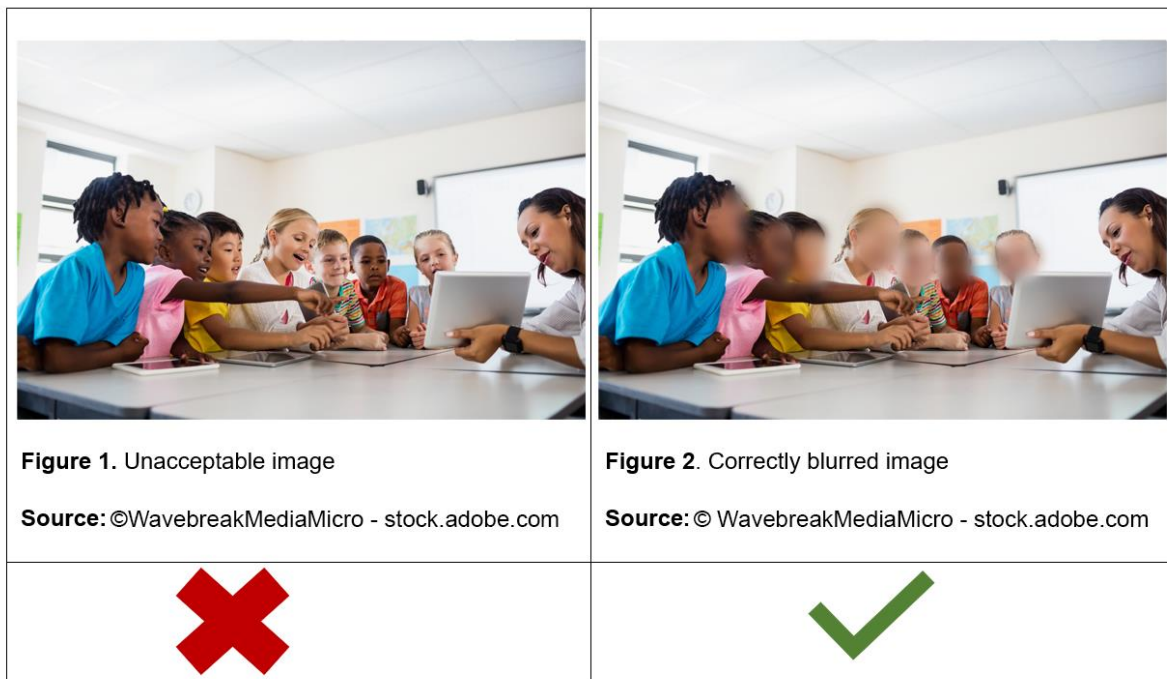 Figure 1. Unacceptable image
Source: ©WavebreakMediaMicro - stock.adobe.com
Figure 2. Correctly blurred image
Source: © WavebreakMediaMicro - stock.adobe.com